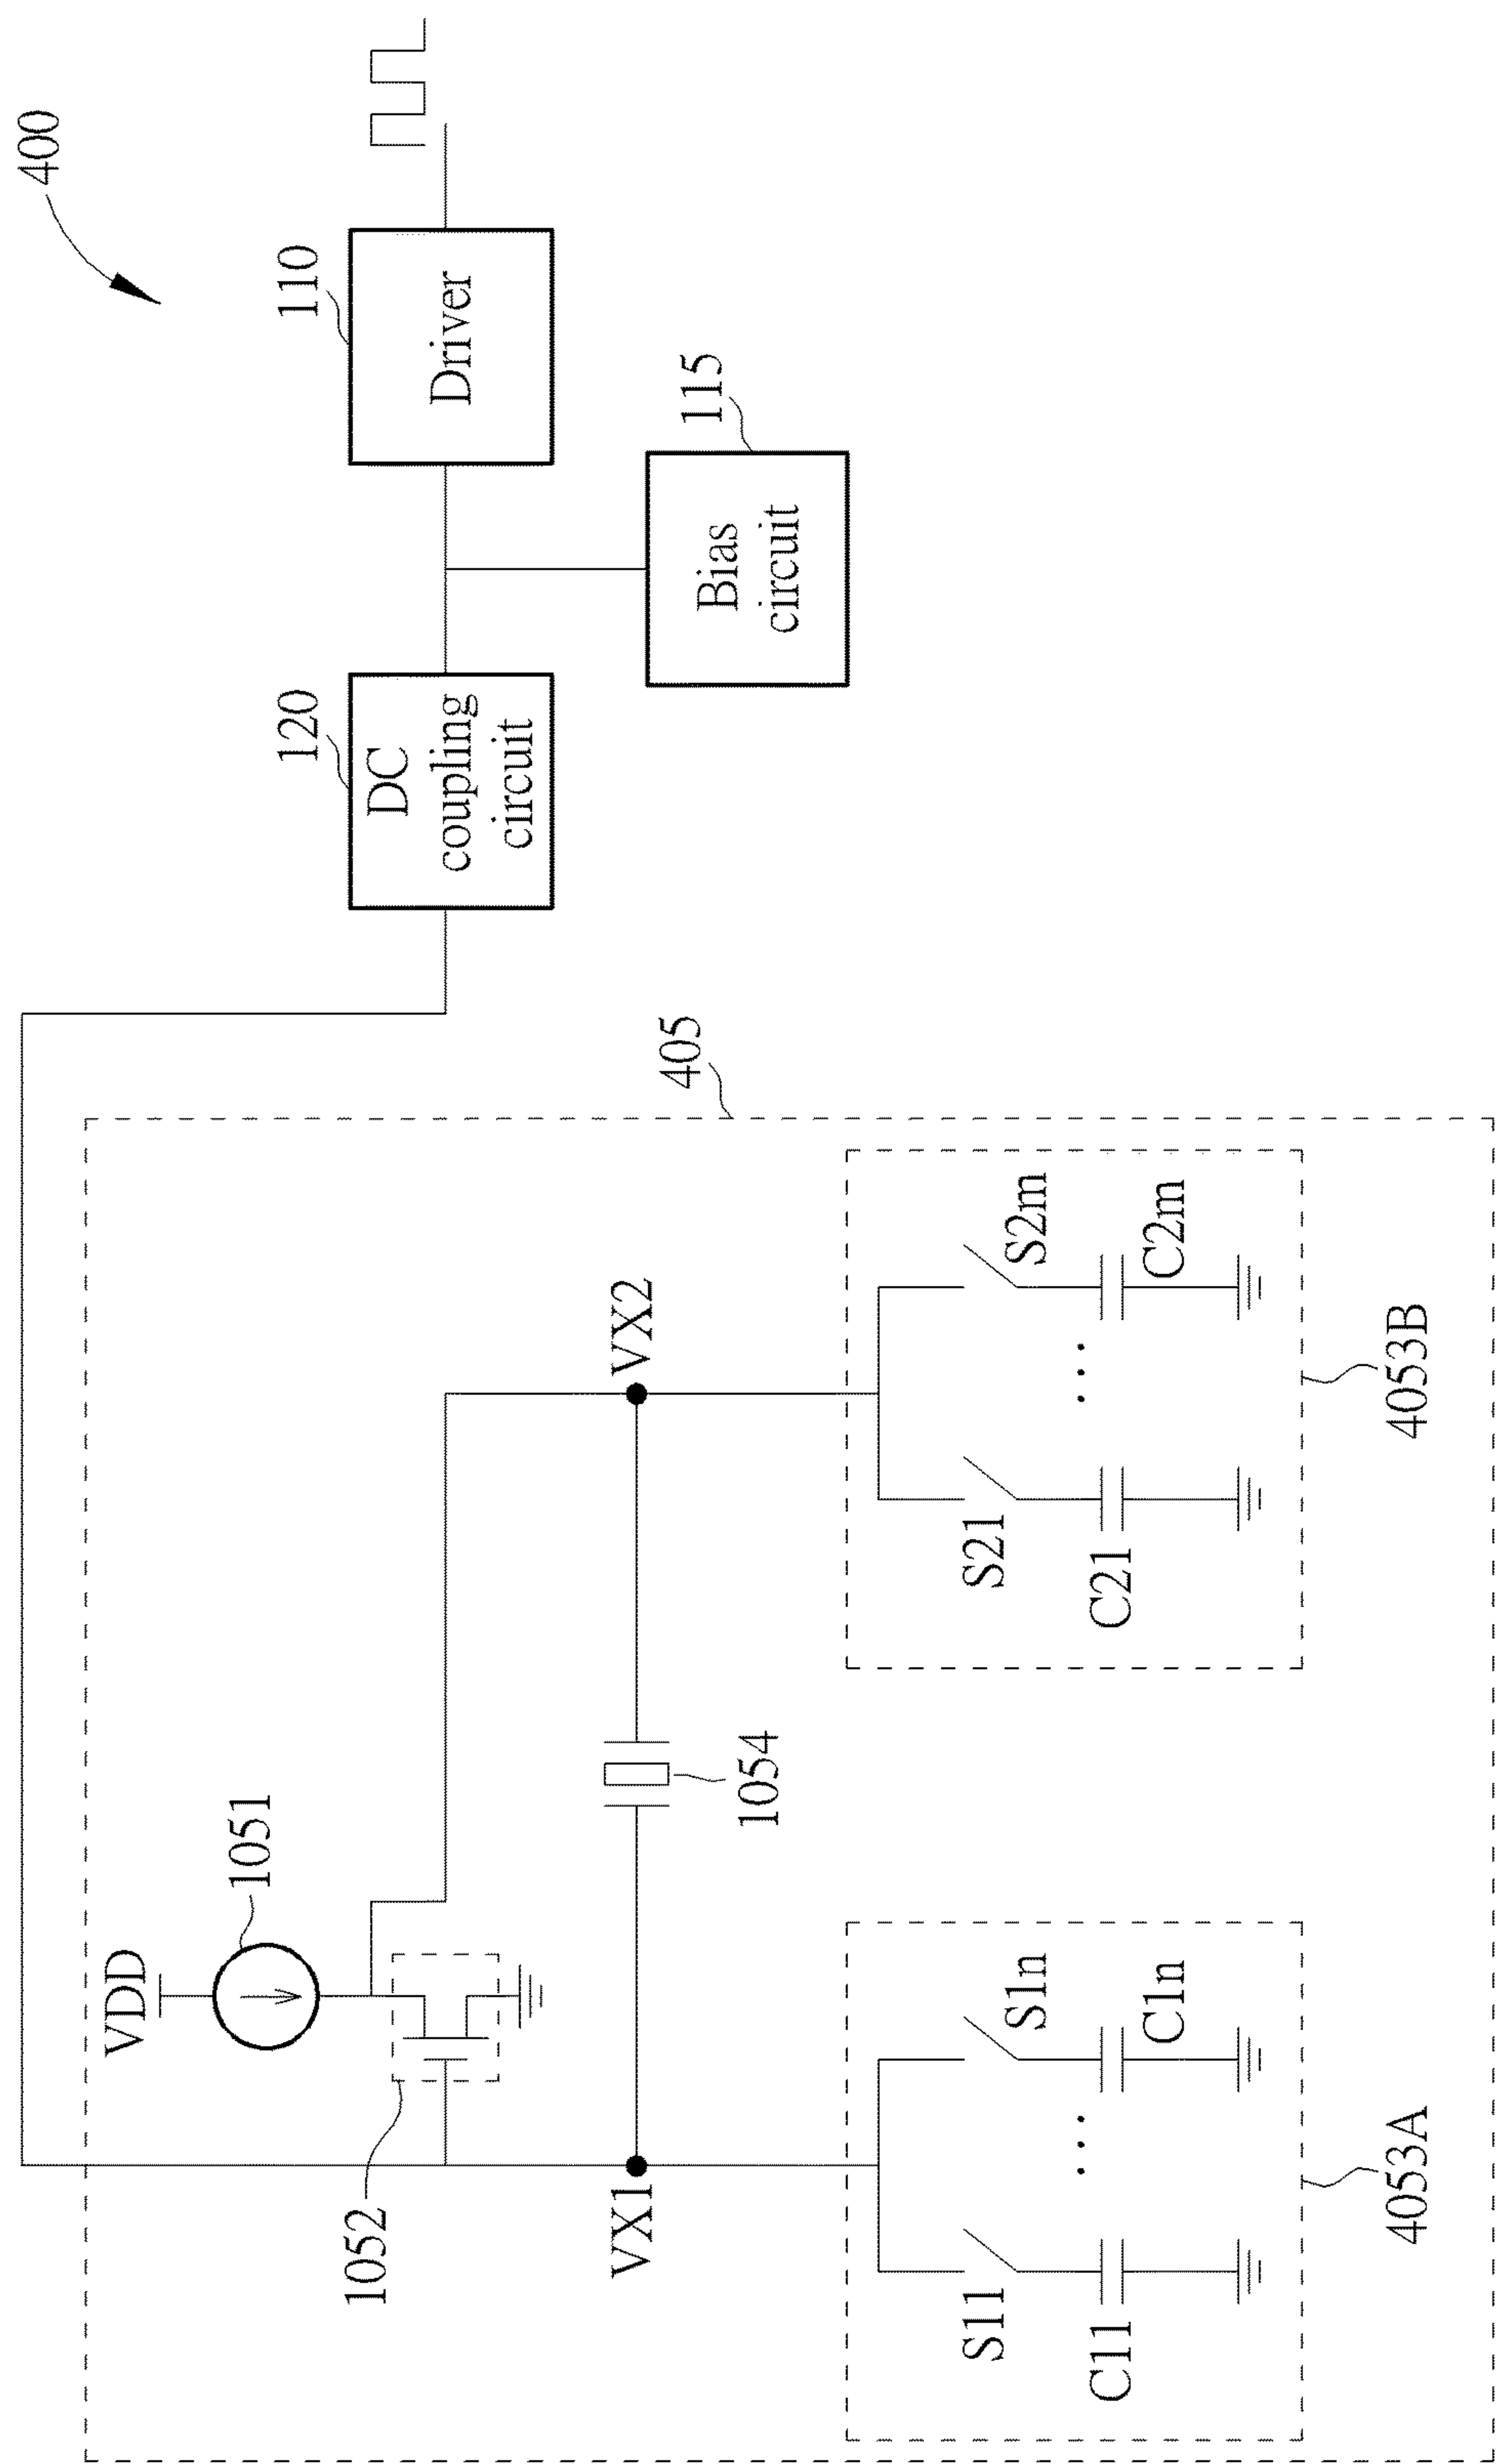 400
VDD
1051
1052
VX1
VX2
1054
S11
C11
...
S1n
C1n
4053A
S21
C21
...
S2m
C2m
4053B
405
120
DC
coupling
circuit
110
Driver
115
Bias
circuit